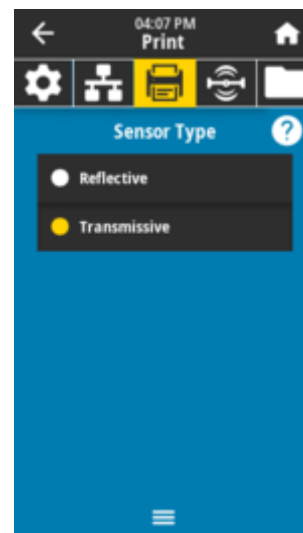 04:07 PM
Print
Sensor Type
?
Reflective
Transmissive